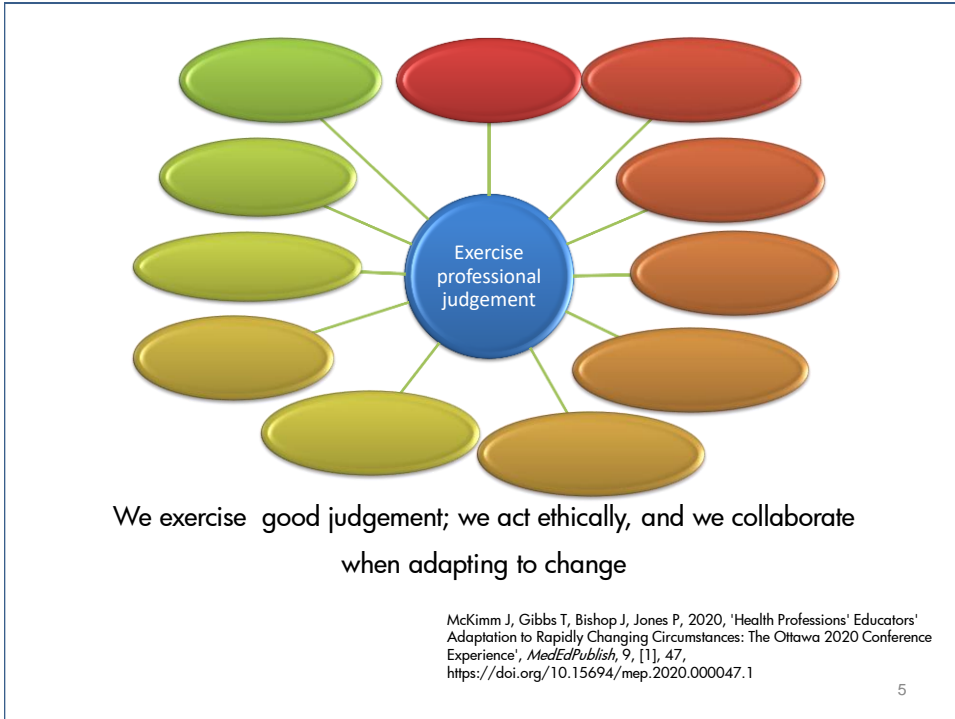 Exercise
professional
judgement
We exercise  good judgement; we act ethically, and we collaborate
when adapting to change
McKimm J, Gibbs T, Bishop J, Jones P, 2020, 'Health Professions' Educators'
Adaptation to Rapidly Changing Circumstances: The Ottawa 2020 Conference
Experience', MedEdPublish, 9, [1], 47,
https://doi.org/10.15694/mep.2020.000047.1
5